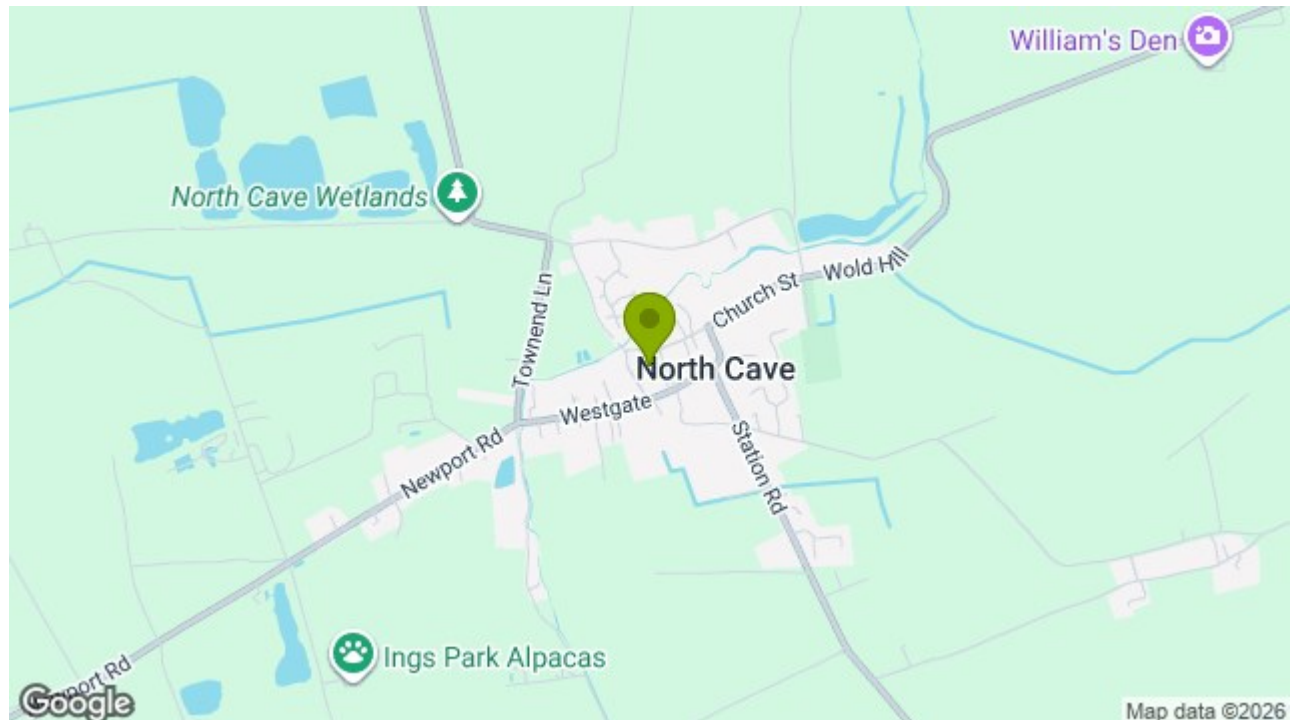 William's Den
North Cave Wetlands
Townend Ln
Church St
Wold Hill
North Cave
Westgate
Newport Rd
Station Rd
Ings Park Alpacas
Newport Rd
Google
Map data ©2026